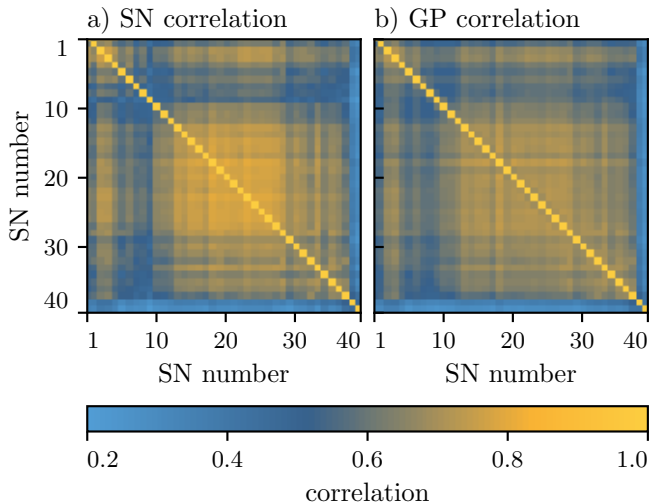 a) SN correlation b) GP correlation
1
10
20
30
40
SN number
1 10 20 30 40 1 10 20 30 40
SN number SN number
0.2 0.4 0.6 0.8 1.0
correlation